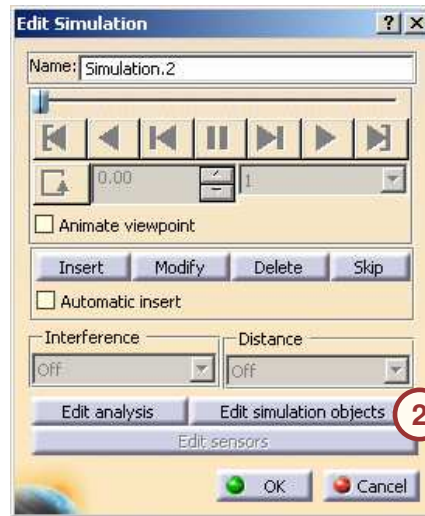 Edit Simulation ? ×
Name: Simulation.2
0.00 1
Animate viewpoint
Insert Modify Delete Skip
Automatic insert
Interference Distance
Off Off
Edit analysis Edit simulation objects 2
Edit sensors
OK Cancel